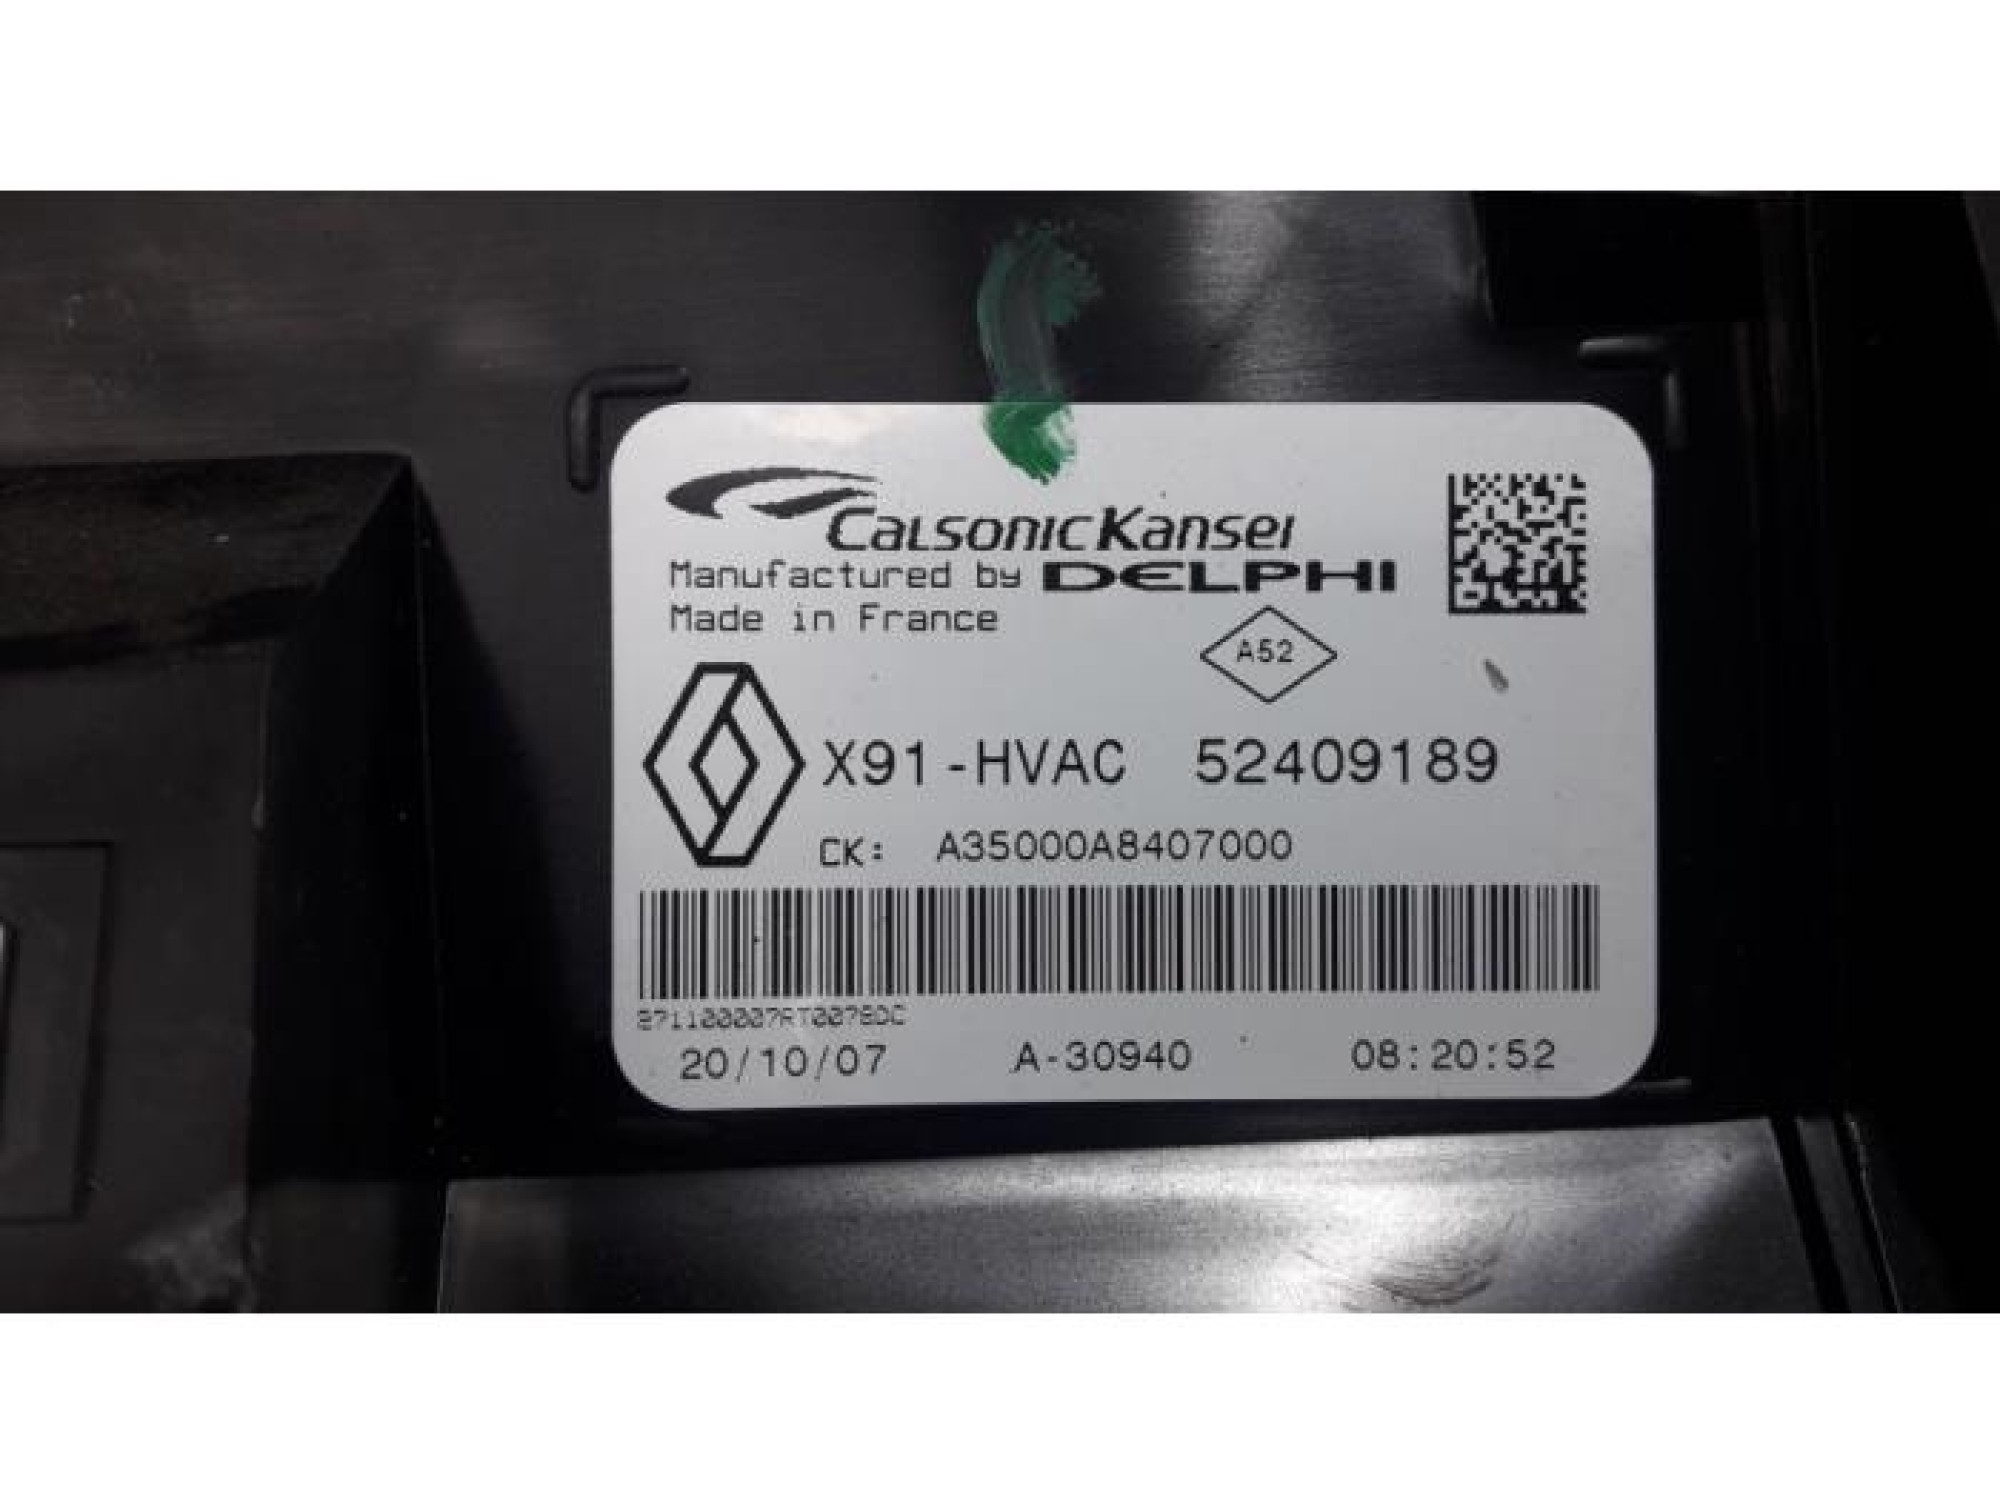 CalsonicKansei
Manufactured by DELPHI
Made in France
A52
X91-HVAC 52409189
CK: A35000A8407000
271100007RT0078DC
20/10/07 A-30940 08:20:52